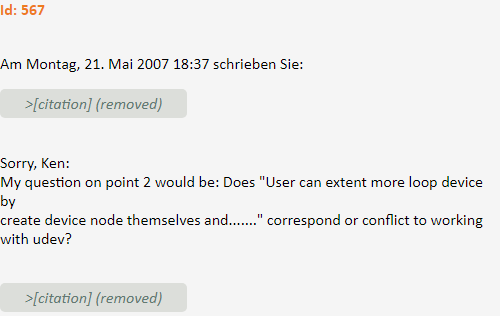 Id: 567
Am Montag, 21. Mai 2007 18:37 schrieben Sie:
>[citation] (removed)
Sorry, Ken:
My question on point 2 would be: Does "User can extent more loop device
by
create device node themselves and......." correspond or conflict to working
with udev?
>[citation] (removed)